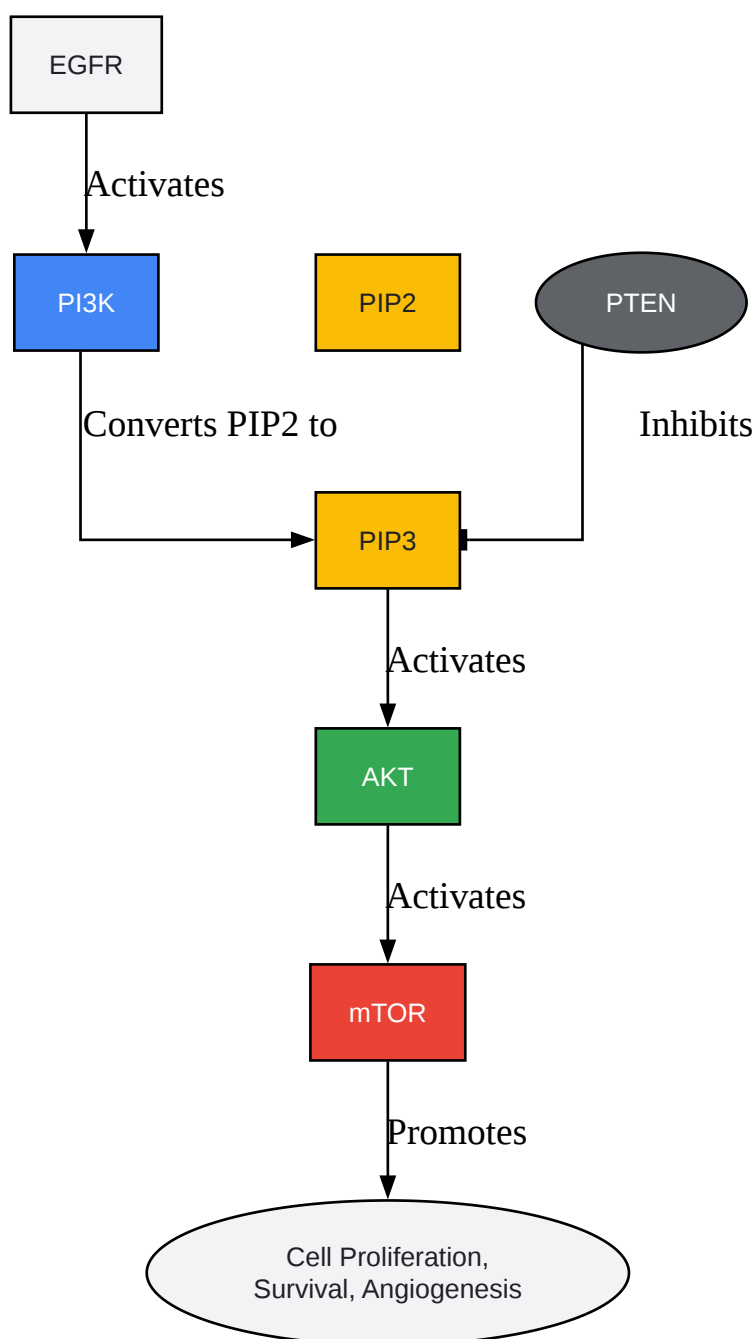 EGFR
Activates
PI3K
PIP2
PTEN
Converts PIP2 to
Inhibits
PIP3
Activates
AKT
Activates
mTOR
Promotes
Cell Proliferation,
Survival, Angiogenesis